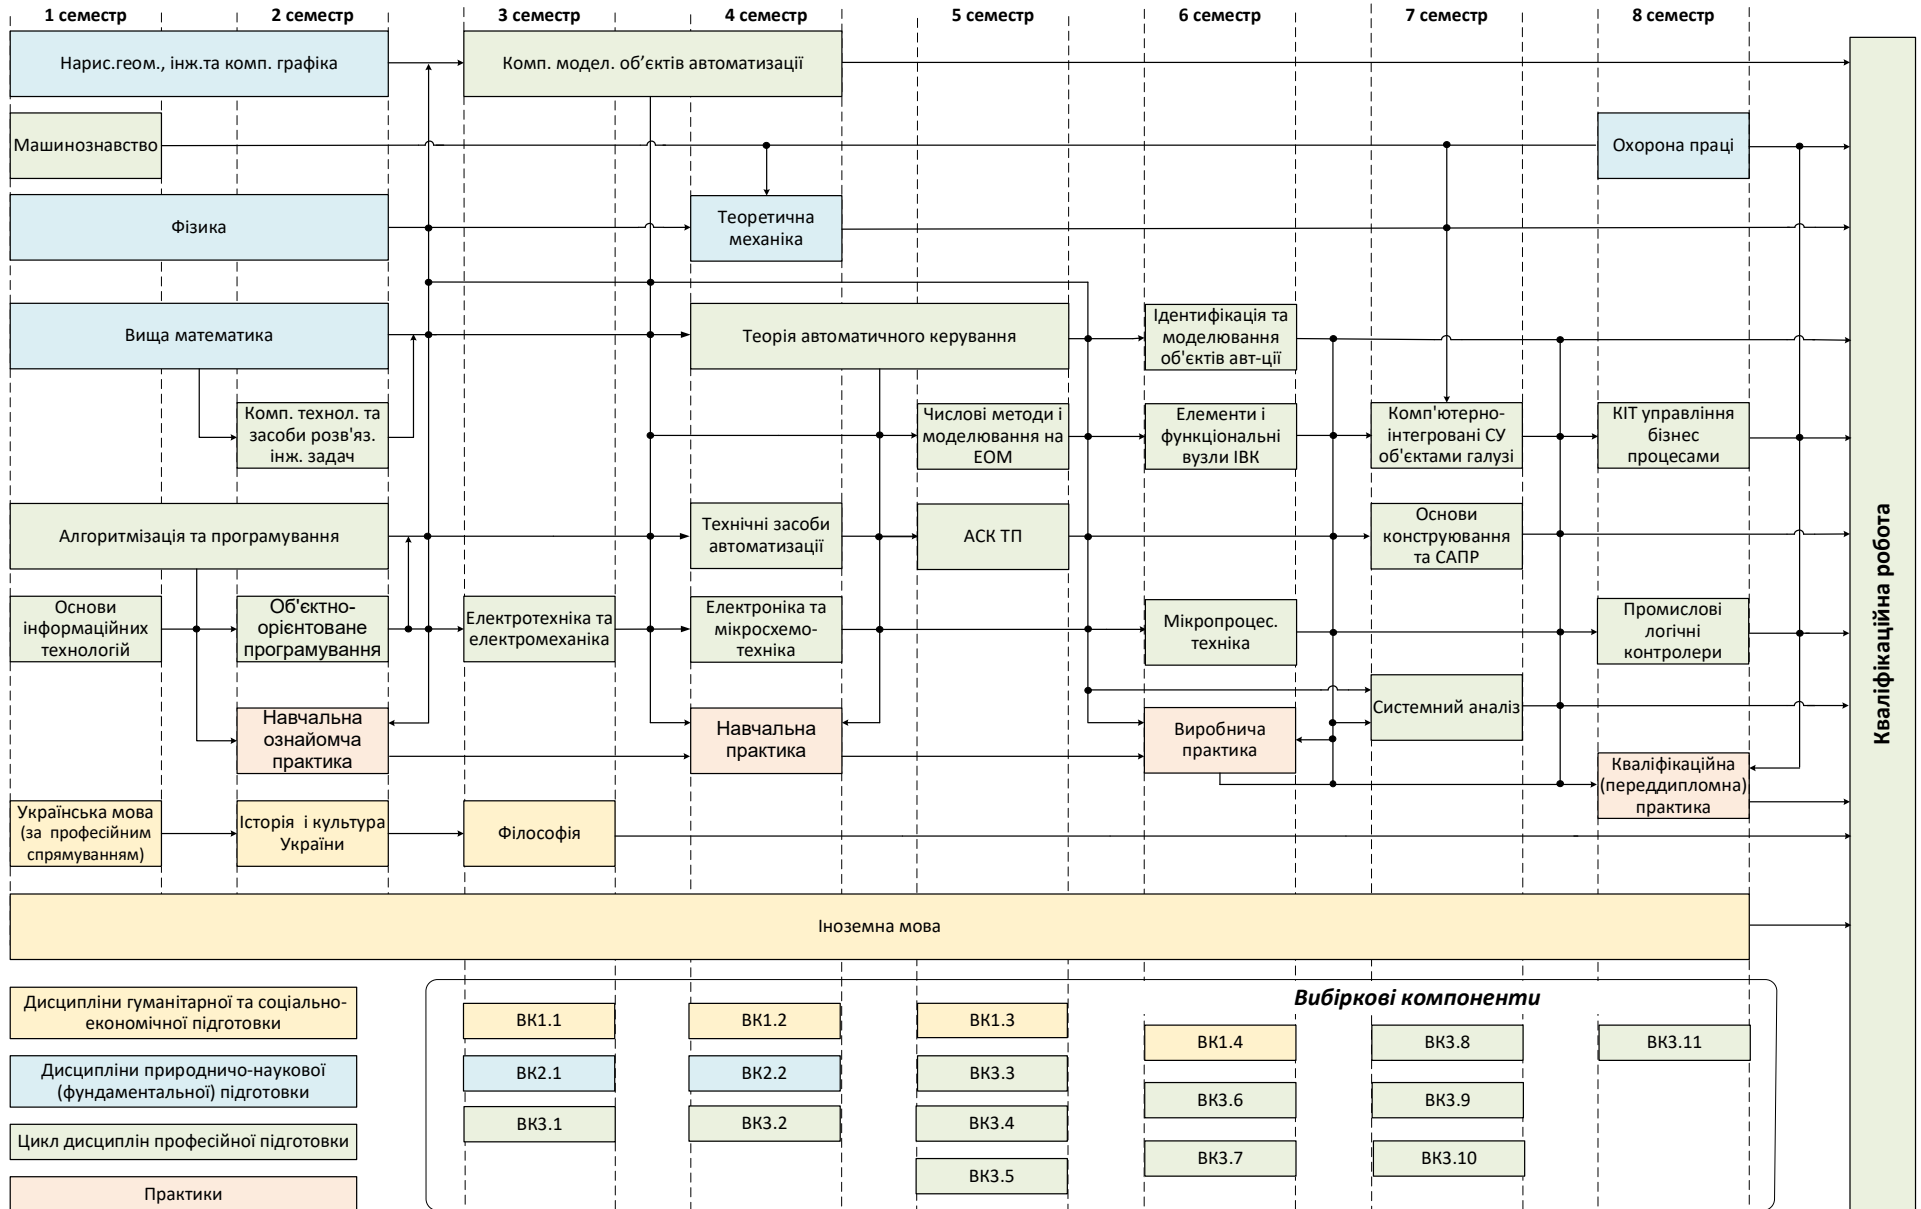 1 семестр
2 семестр
3 семестр
4 семестр
5 семестр
6 семестр
7 семестр
8 семестр
Нарис.геом., інж.та комп. графіка
Комп. модел. об’єктів автоматизації
Машинознавство
Охорона праці
Фізика
Теоретична
механіка
Вища математика
Теорія автоматичного керування
Ідентифікація та
моделювання
об'єктів авт-ції
Комп. технол. та
засоби розв'яз.
інж. задач
Числові методи і
моделювання на
ЕОМ
Елементи і
функціональні
вузли ІВК
Комп'ютерно-
інтегровані СУ
об'єктами галузі
КІТ управління
бізнес
процесами
Алгоритмізація та програмування
Технічні засоби
автоматизації
АСК ТП
Основи
конструювання
та САПР
Основи
інформаційних
технологій
Об'єктно-
орієнтоване
програмування
Електротехніка та
електромеханіка
Електроніка та
мікросхемо-
техніка
Мікропроцес.
техніка
Промислові
логічні
контролери
Навчальна
ознайомча
практика
Навчальна
практика
Виробнича
практика
Системний аналіз
Кваліфікаційна
(переддипломна)
практика
Українська мова
(за професійним
спрямуванням)
Історія і культура
України
Філософія
Іноземна мова
Кваліфікаційна робота
Дисципліни гуманітарної та соціально-
економічної підготовки
Дисципліни природничо-наукової
(фундаментальної) підготовки
Цикл дисциплін професійної підготовки
Практики
Вибіркові компоненти
ВК1.1
ВК2.1
ВК3.1
ВК1.2
ВК2.2
ВК3.2
ВК1.3
ВК3.3
ВК3.4
ВК3.5
ВК1.4
ВК3.6
ВК3.7
ВК3.8
ВК3.9
ВК3.10
ВК3.11